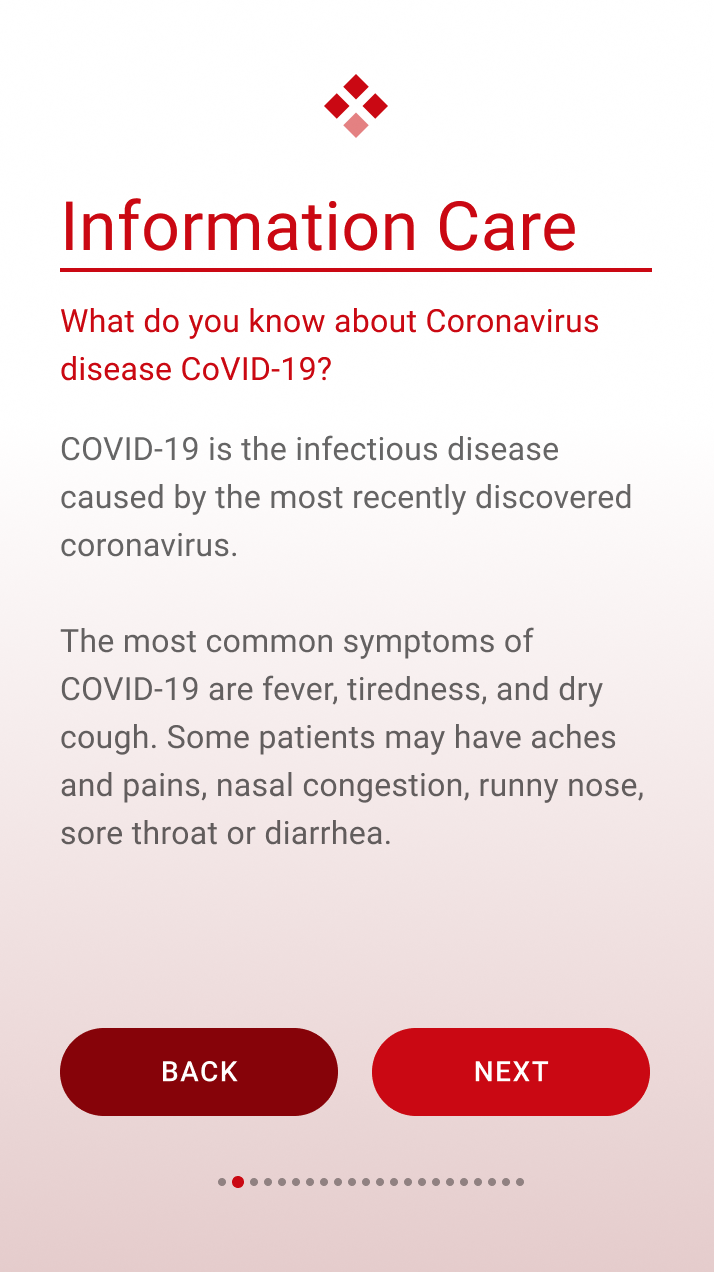 Information Care
What do you know about Coronavirus
disease CoVID-19?
COVID-19 is the infectious disease
caused by the most recently discovered
coronavirus.
The most common symptoms of
COVID-19 are fever, tiredness, and dry
cough. Some patients may have aches
and pains, nasal congestion, runny nose,
sore throat or diarrhea.
BACK
NEXT